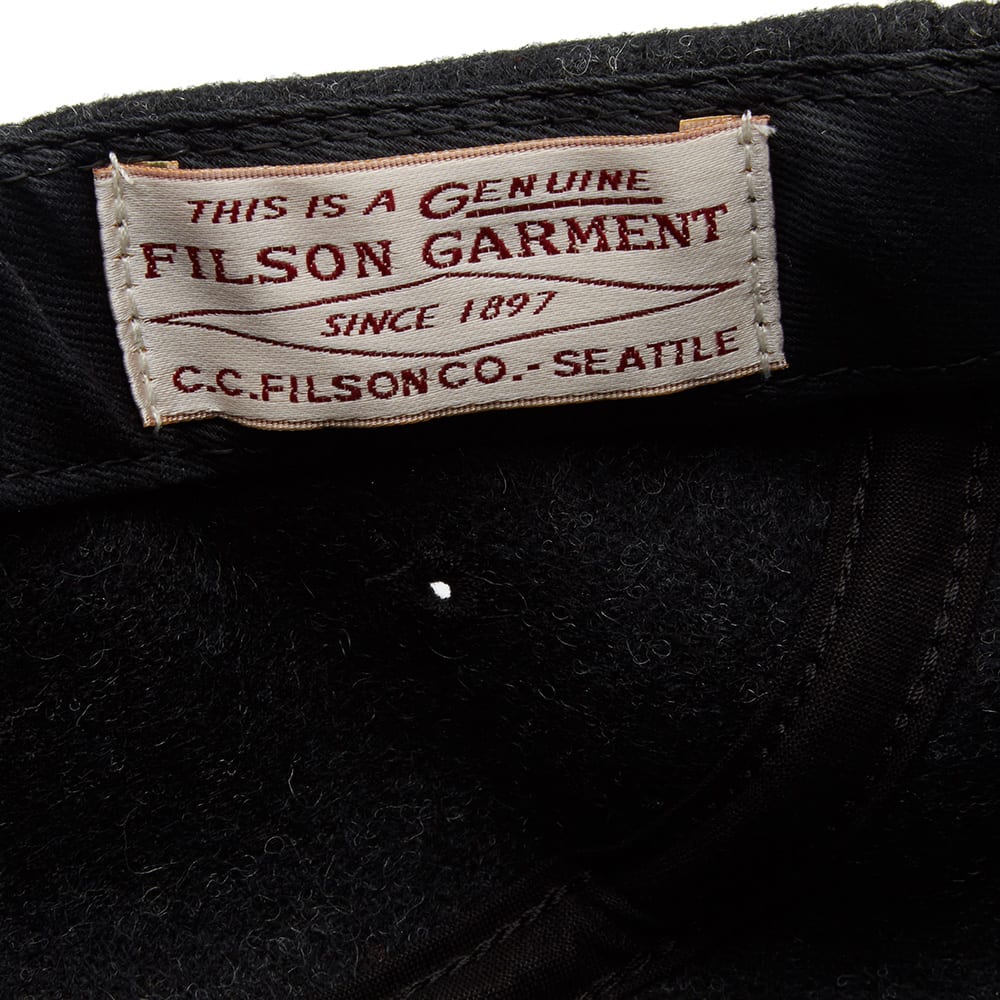 THIS IS A GENUINE
FILSON GARMENT
SINCE 1897
C.C. FILSON CO. - SEATTLE